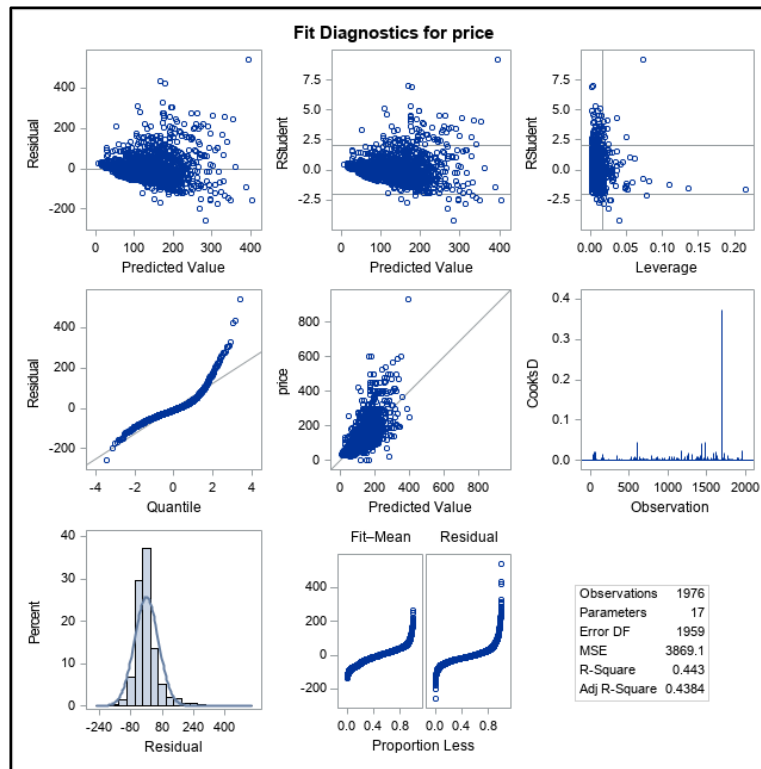 Fit Diagnostics for price
400
200
0
-200
Residual
0 100 200 300 400
Predicted Value
7.5
5.0
2.5
0.0
-2.5
RStudent
0 100 200 300 400
Predicted Value
7.5
5.0
2.5
0.0
-2.5
RStudent
0.00 0.05 0.10 0.15 0.20
Leverage
400
200
0
-200
Residual
-4 -2 0 2 4
Quantile
800
600
400
200
0
price
0 200 400 600 800
Predicted Value
0.4
0.3
0.2
0.1
0.0
Cook's D
0 500 1000 1500 2000
Observation
40
30
20
10
0
Percent
-240 -80 80 240 400
Residual
Fit–Mean Residual
400
200
0
-200
0.0 0.4 0.8 0.0 0.4 0.8
Proportion Less
Observations 1976
Parameters 17
Error DF 1959
MSE 3869.1
R-Square 0.443
Adj R-Square 0.4384